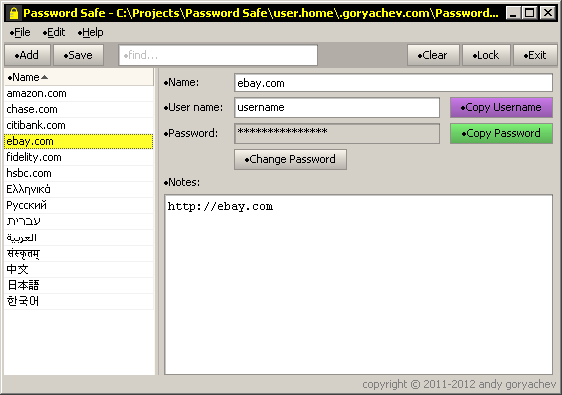 Password Safe - C:\Projects\Password Safe\user.home\.goryachev.com\Password...
•File •Edit •Help
•Add •Save •find... •Clear •Lock •Exit
•Name
amazon.com
chase.com
citibank.com
ebay.com
fidelity.com
hsbc.com
Ελληνικά
Русский
עברית
العربية
संस्कृतम्
中文
日本語
한국어
•Name: ebay.com
•User name: username •Copy Username
•Password: *************** •Copy Password
•Change Password
•Notes:
http://ebay.com
copyright © 2011-2012 andy goryachev